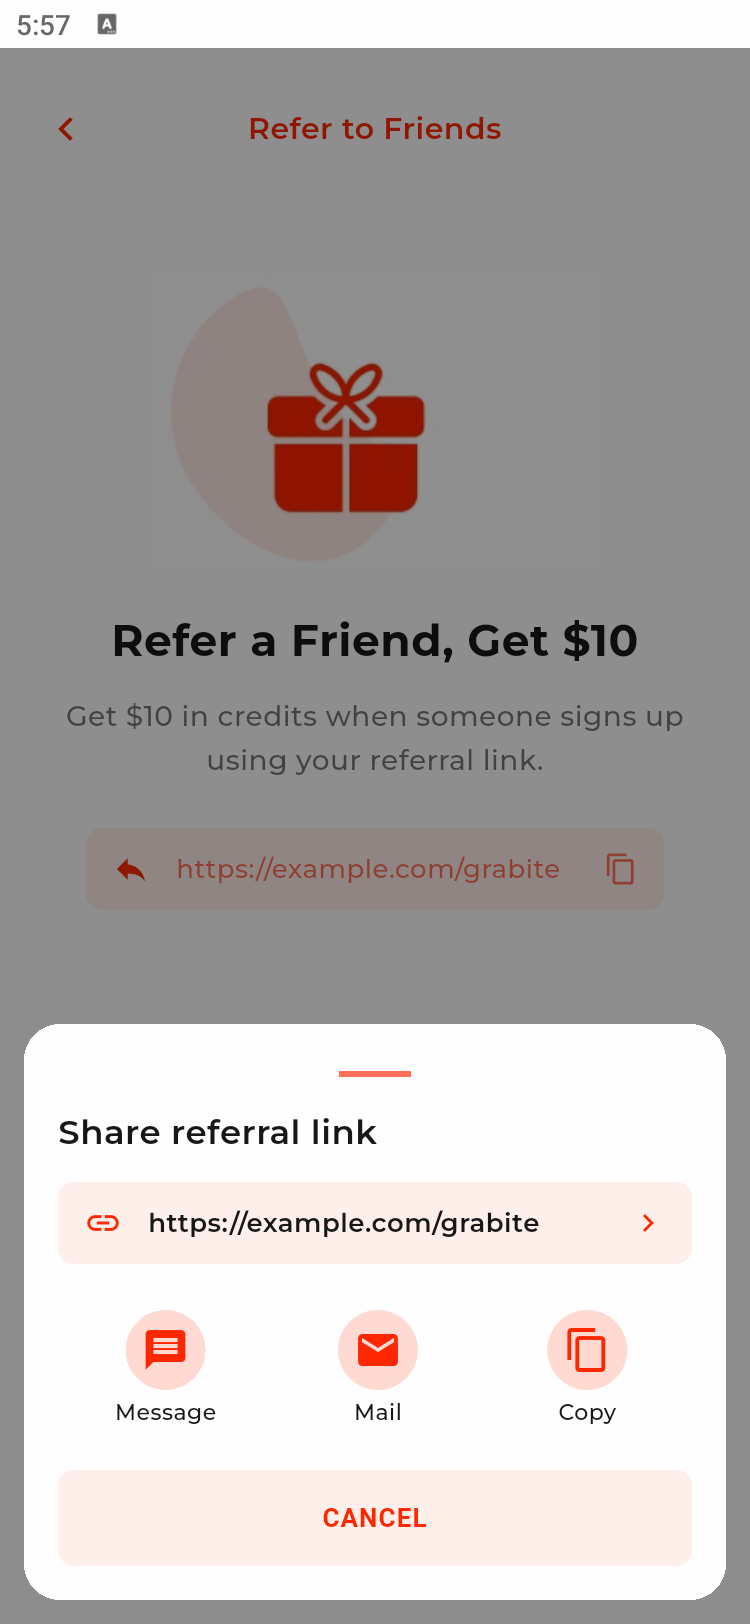 5:57
Refer to Friends
Refer a Friend, Get $10
Get $10 in credits when someone signs up
using your referral link.
https://example.com/grabite
Share referral link
https://example.com/grabite
Message
Mail
Copy
CANCEL